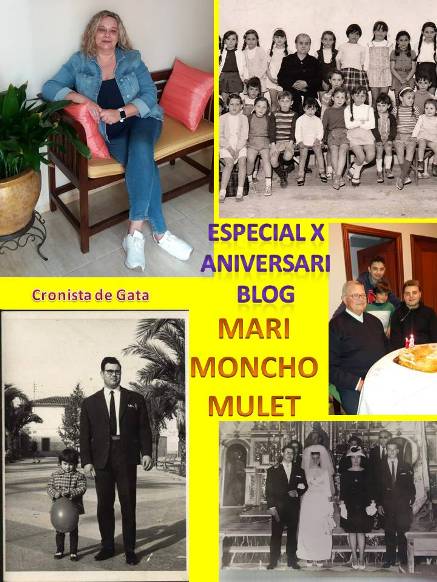 ESPECIAL X
ANIVERSARI
BLOG
MARI
MONCHO
MULET
Cronista de Gata